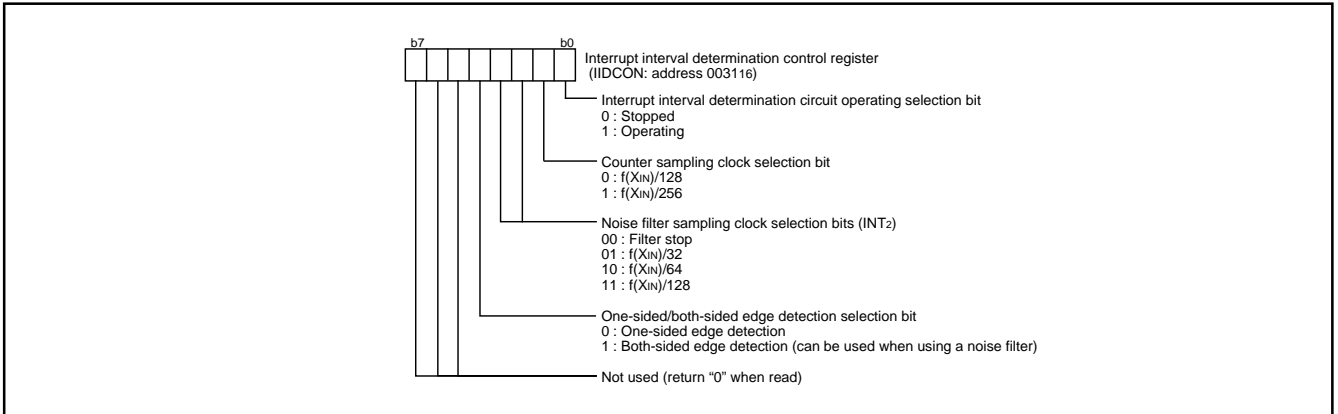 b7 b0
Interrupt interval determination control register
(IIDCON: address 003116)
Interrupt interval determination circuit operating selection bit
0 : Stopped
1 : Operating
Counter sampling clock selection bit
0 : f(XIN)/128
1 : f(XIN)/256
Noise filter sampling clock selection bits (INT2)
00 : Filter stop
01 : f(XIN)/32
10 : f(XIN)/64
11 : f(XIN)/128
One-sided/both-sided edge detection selection bit
0 : One-sided edge detection
1 : Both-sided edge detection (can be used when using a noise filter)
Not used (return “0” when read)